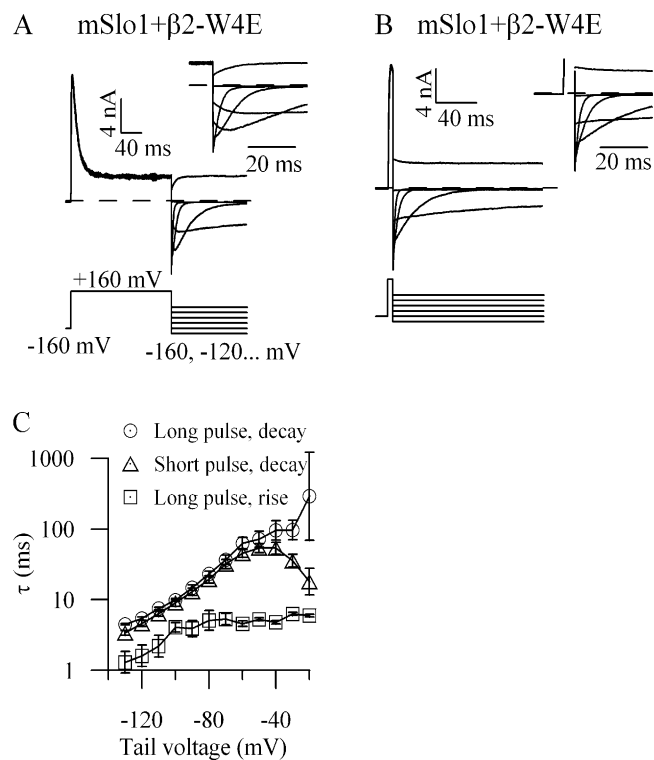 A mSlo1+β2-W4E
4 nA
40 ms
20 ms
+160 mV
-160 mV
-160, -120... mV
B mSlo1+β2-W4E
4 nA
40 ms
20 ms
C
Long pulse, decay
Short pulse, decay
Long pulse, rise
1000
100
10
1
τ (ms)
-120 -80 -40
Tail voltage (mV)